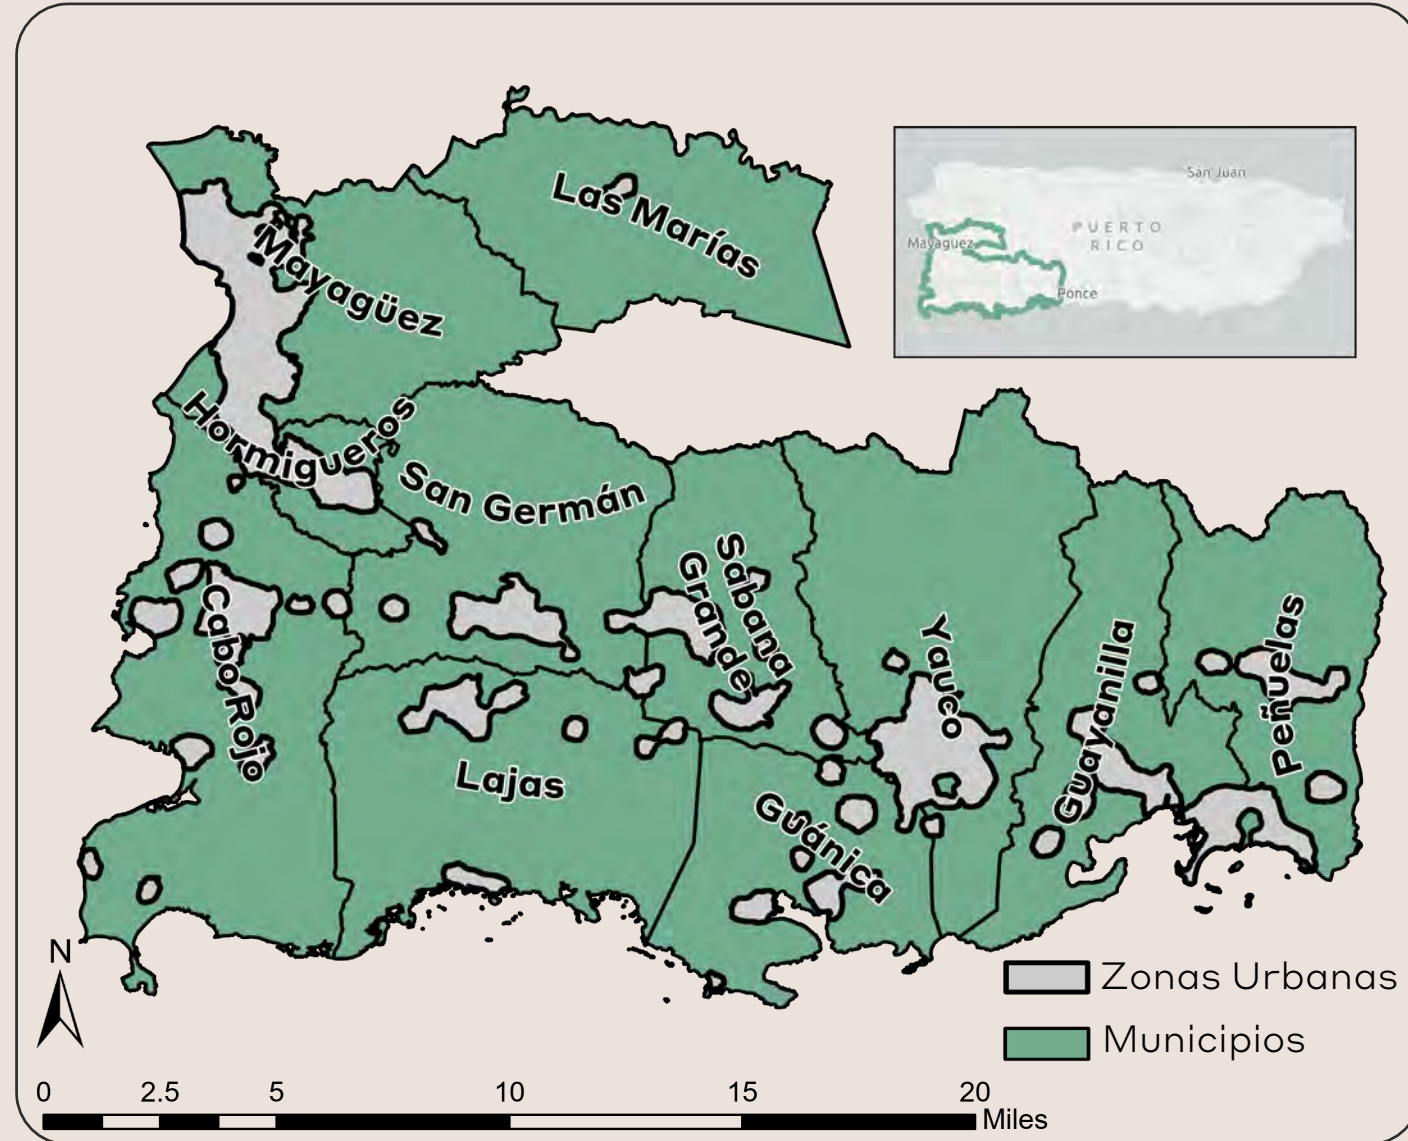 Las Marías
San Juan
PUERTO
RICO
Mayaguez
Ponce
Mayagüez
Hormigueros
San Germán
Sabana
Grande
Cabo Rojo
Yauco
Guayanilla
Peñuelas
Lajas
Guánica
N
Zonas Urbanas
Municipios
0 2.5 5 10 15 20
Miles